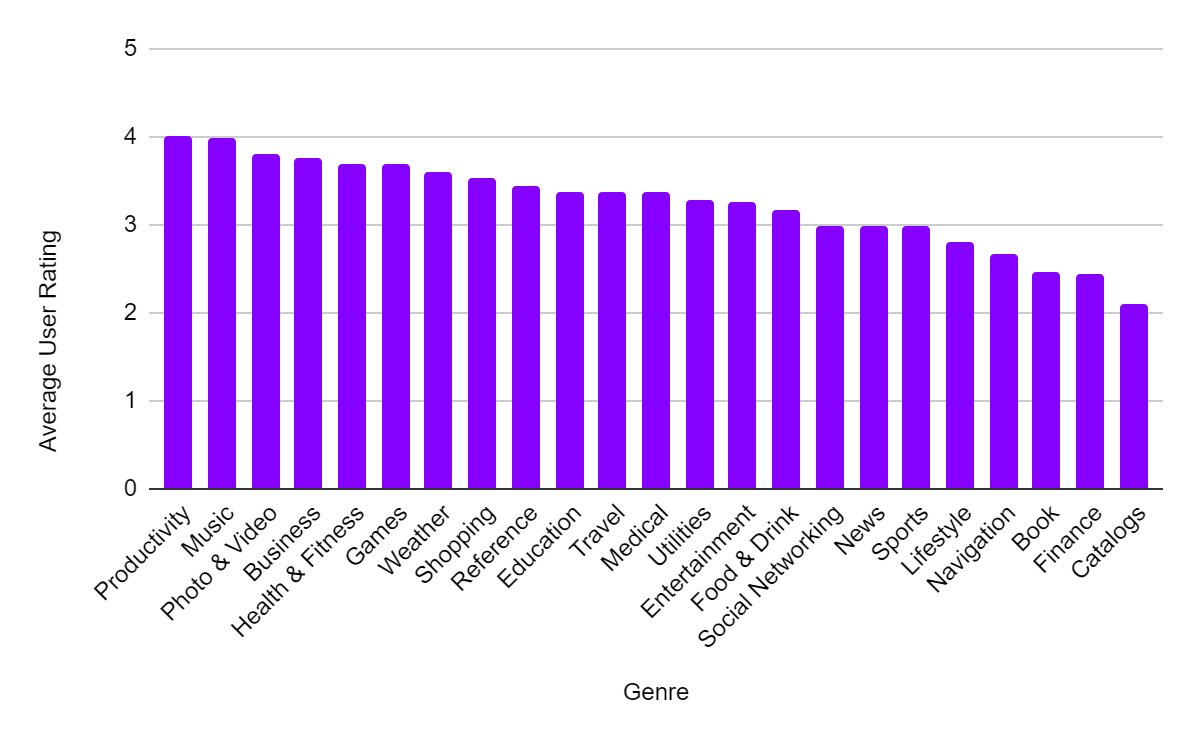 5
4
3
2
1
0
Average User Rating
Productivity
Music
Photo & Video
Business
Health & Fitness
Games
Weather
Shopping
Reference
Education
Travel
Medical
Utilities
Entertainment
Food & Drink
Social Networking
News
Sports
Lifestyle
Navigation
Book
Finance
Catalogs
Genre